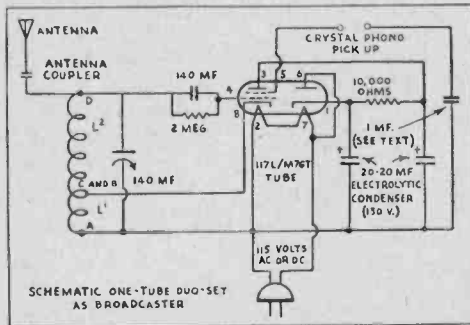 ANTENNA
ANTENNA
COUPLER
CRYSTAL PHONO
PICK UP
140 MF
3
5
6
10,000
OHMS
4
D
L²
8
1
2 MEG
2
7
1 MF.
(SEE TEXT)
117L/M7GT
TUBE
140 MF
C AND B
20-20 MF
ELECTROLYTIC
CONDENSER
(150 V.)
+
+
L¹
A
115 VOLTS
AC OR DC
SCHEMATIC ONE-TUBE DUO-SET
AS BROADCASTER